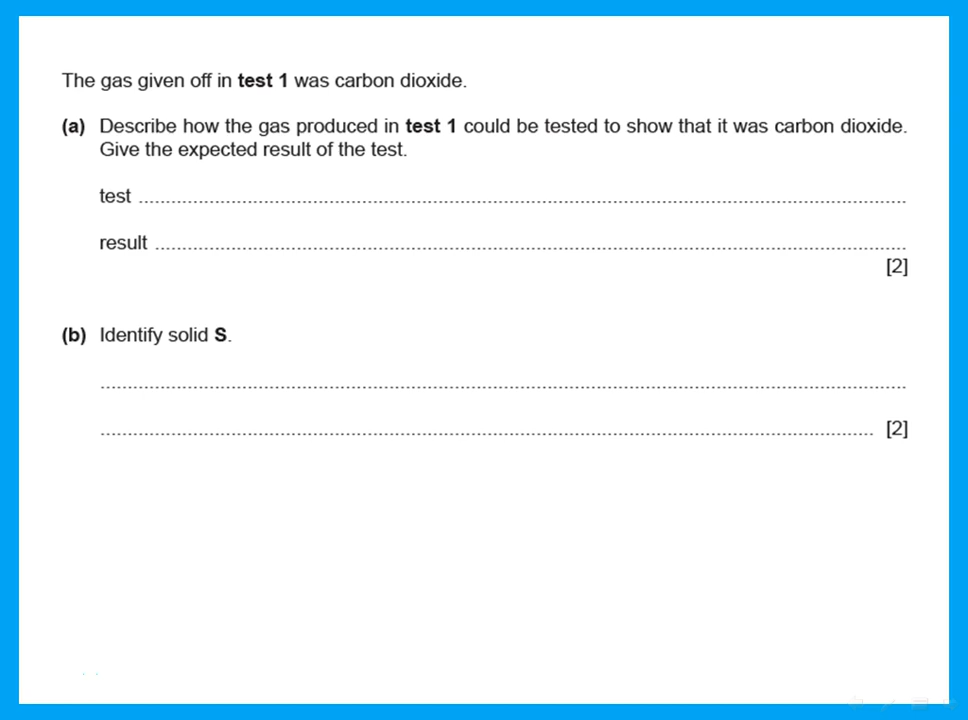 The gas given off in test 1 was carbon dioxide.
(a) Describe how the gas produced in test 1 could be tested to show that it was carbon dioxide.
Give the expected result of the test.
test ................................................................
result ................................................................
[2]
(b) Identify solid S.
................................................................
................................................................ [2]